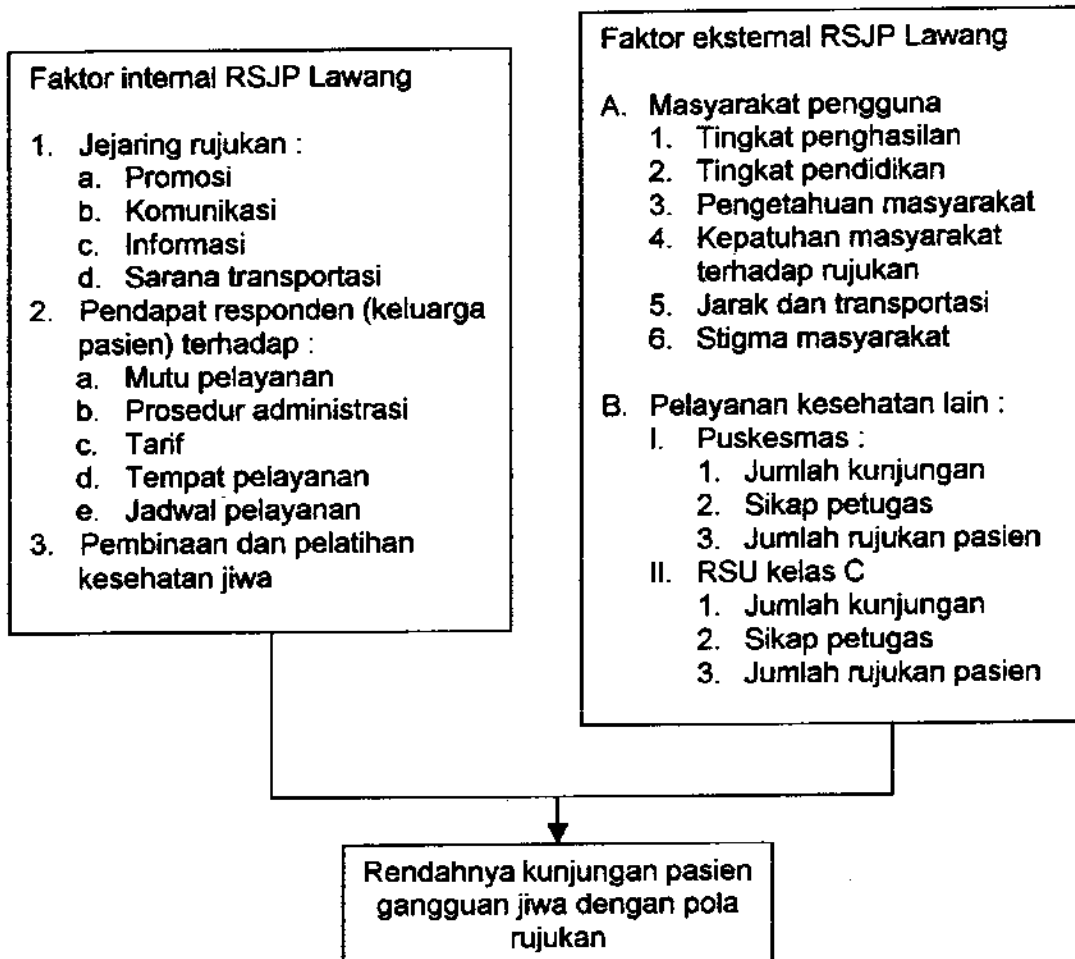 Faktor internal RSJP Lawang
1. Jejaring rujukan :
a. Promosi
b. Komunikasi
c. Informasi
d. Sarana transportasi
2. Pendapat responden (keluarga
pasien) terhadap :
a. Mutu pelayanan
b. Prosedur administrasi
c. Tarif
d. Tempat pelayanan
e. Jadwal pelayanan
3. Pembinaan dan pelatihan
kesehatan jiwa
Faktor eksternal RSJP Lawang
A. Masyarakat pengguna
1. Tingkat penghasilan
2. Tingkat pendidikan
3. Pengetahuan masyarakat
4. Kepatuhan masyarakat
terhadap rujukan
5. Jarak dan transportasi
6. Stigma masyarakat
B. Pelayanan kesehatan lain :
I. Puskesmas :
1. Jumlah kunjungan
2. Sikap petugas
3. Jumlah rujukan pasien
II. RSU kelas C
1. Jumlah kunjungan
2. Sikap petugas
3. Jumlah rujukan pasien
Rendahnya kunjungan pasien
gangguan jiwa dengan pola
rujukan